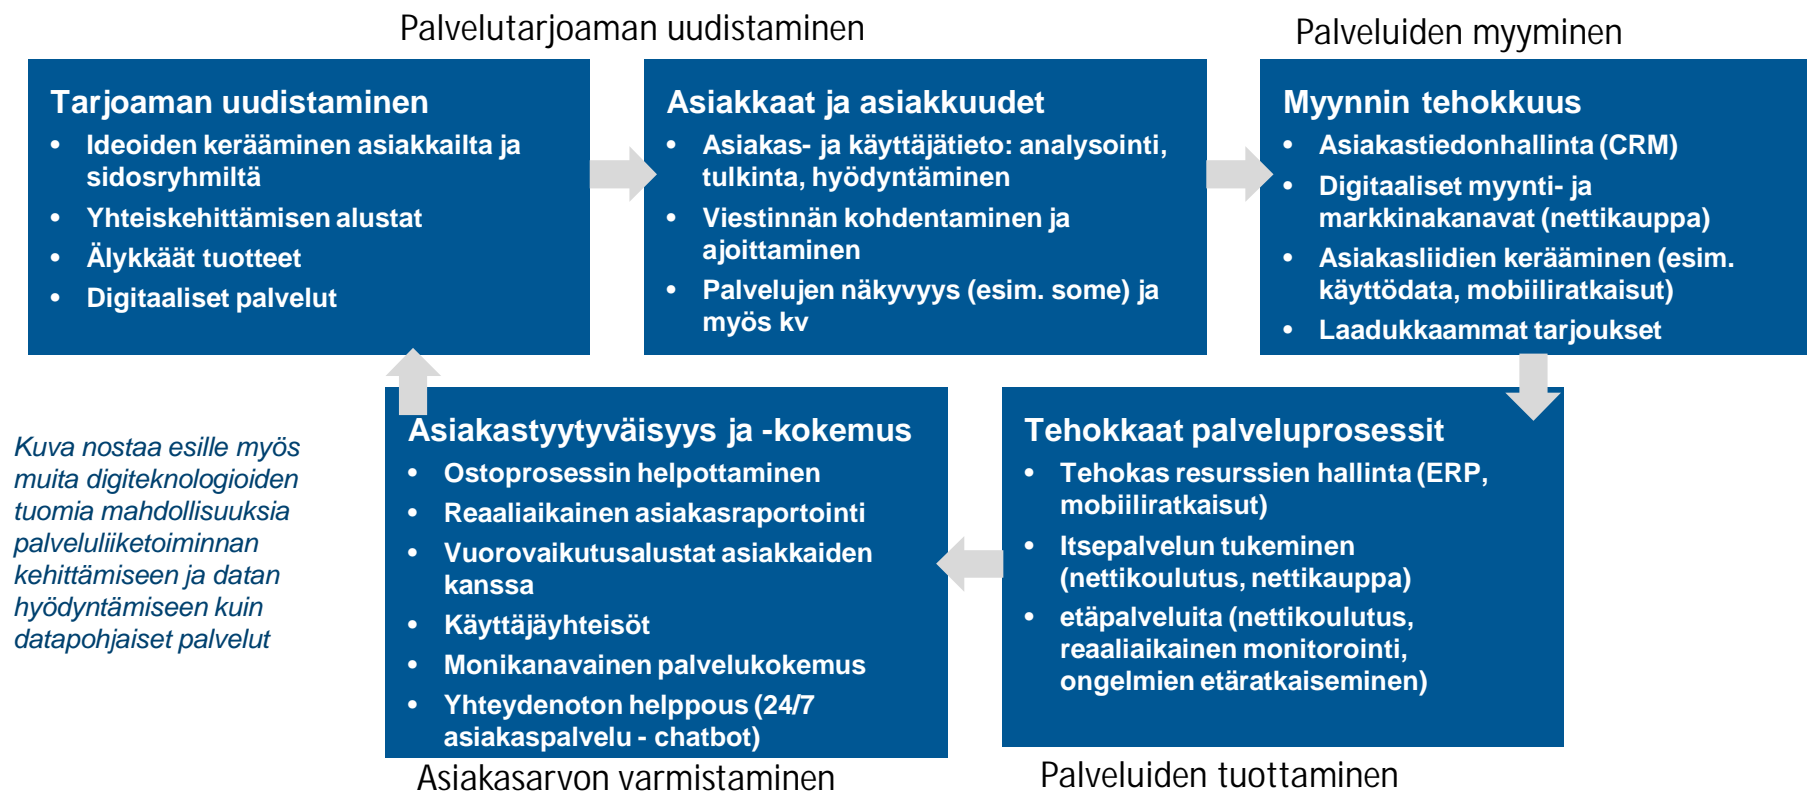 Palvelutarjoaman uudistaminen
Palveluiden myyminen
Tarjoaman uudistaminen
• Ideoiden kerääminen asiakkailta ja
sidosryhmiltä
• Yhteiskehittämisen alustat
• Älykkäät tuotteet
• Digitaaliset palvelut
Asiakkaat ja asiakkuudet
• Asiakas- ja käyttäjätieto: analysointi,
tulkinta, hyödyntäminen
• Viestinnän kohdentaminen ja
ajoittaminen
• Palvelujen näkyvyys (esim. some) ja
myös kv
Myynnin tehokkuus
• Asiakastiedonhallinta (CRM)
• Digitaaliset myynti- ja
markkinakanavat (nettikauppa)
• Asiakasliidien kerääminen (esim.
käyttödata, mobiiliratkaisut)
• Laadukkaammat tarjoukset
Kuva nostaa esille myös
muita digiteknologioiden
tuomia mahdollisuuksia
palveluliiketoiminnan
kehittämiseen ja datan
hyödyntämiseen kuin
datapohjaiset palvelut
Asiakastyytyväisyys ja -kokemus
• Ostoprosessin helpottaminen
• Reaaliaikainen asiakasraportointi
• Vuorovaikutusalustat asiakkaiden
kanssa
• Käyttäjäyhteisöt
• Monikanavainen palvelukokemus
• Yhteydenoton helppous (24/7
asiakaspalvelu - chatbot)
Tehokkaat palveluprosessit
• Tehokas resurssien hallinta (ERP,
mobiiliratkaisut)
• Itsepalvelun tukeminen
(nettikoulutus, nettikauppa)
• etäpalveluita (nettikoulutus,
reaaliaikainen monitorointi,
ongelmien etäratkaiseminen)
Asiakasarvon varmistaminen
Palveluiden tuottaminen